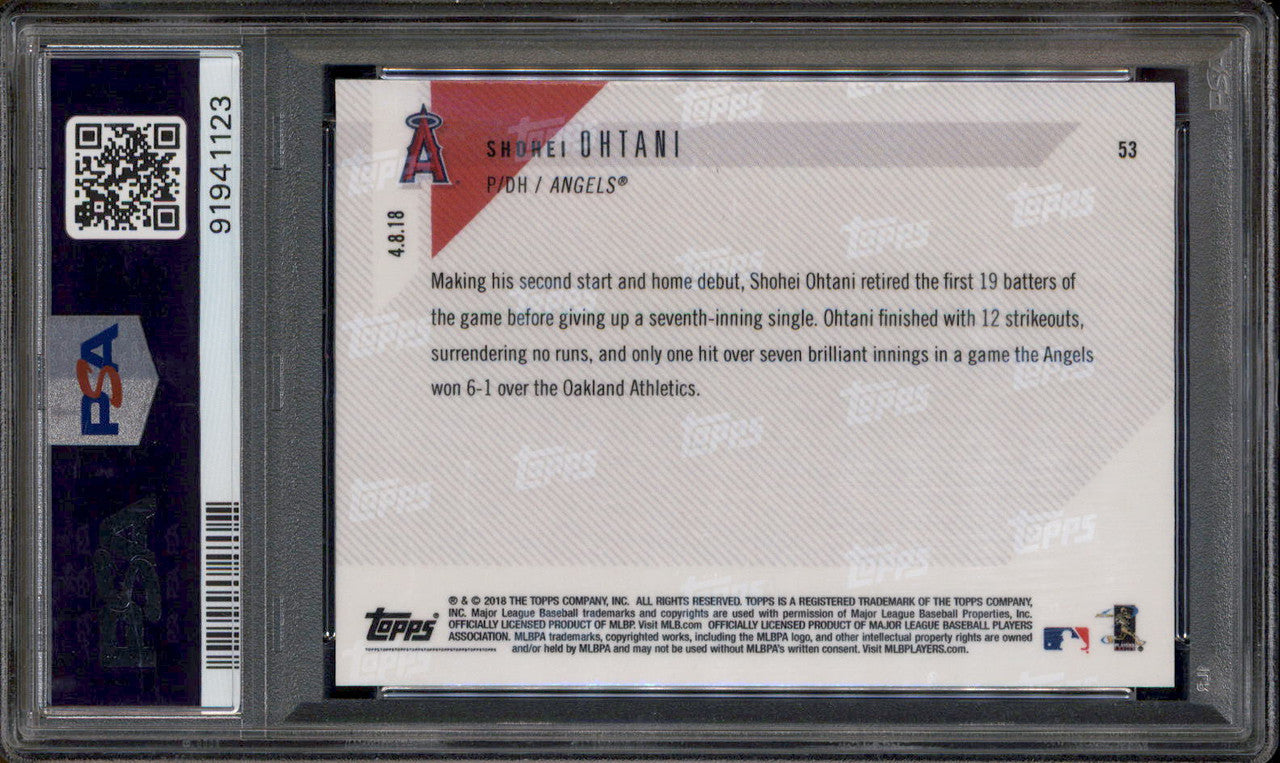 91941123
PSA
SHOHEI OHTANI
53
P/DH / ANGELS®
4.8.18
Making his second start and home debut, Shohei Ohtani retired the first 19 batters of
the game before giving up a seventh-inning single. Ohtani finished with 12 strikeouts,
surrendering no runs, and only one hit over seven brilliant innings in a game the Angels
won 6-1 over the Oakland Athletics.
® & © 2018 THE TOPPS COMPANY, INC. ALL RIGHTS RESERVED. TOPPS IS A REGISTERED TRADEMARK OF THE TOPPS COMPANY,
INC. Major League Baseball trademarks and copyrights are used with permission of Major League Baseball Properties, Inc.
OFFICIALLY LICENSED PRODUCT OF MLBP. Visit MLB.com OFFICIALLY LICENSED PRODUCT OF MAJOR LEAGUE BASEBALL PLAYERS
ASSOCIATION. MLBPA trademarks, copyrighted works, including the MLBPA logo, and other intellectual property rights are owned
and/or held by MLBPA and may not be used without MLBPA's written consent. Visit MLBPLAYERS.com.
Topps®